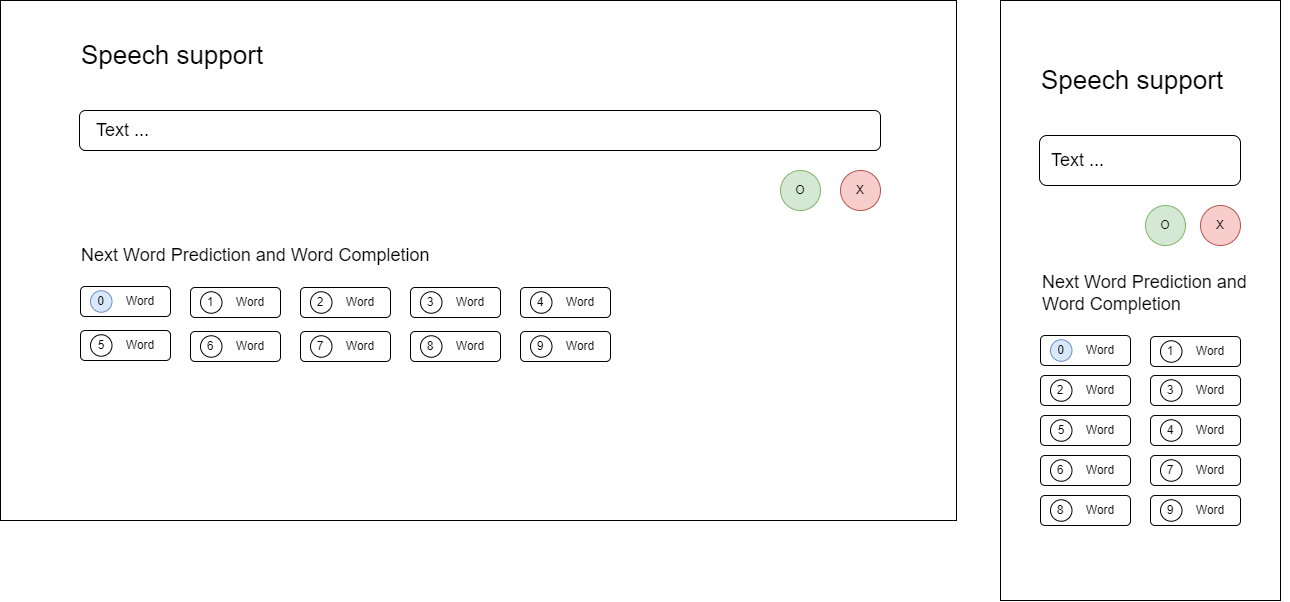 Speech support
Text ...
O X
Next Word Prediction and Word Completion
0 Word 1 Word 2 Word 3 Word 4 Word
5 Word 6 Word 7 Word 8 Word 9 Word
Speech support
Text ...
O X
Next Word Prediction and
Word Completion
0 Word 1 Word
2 Word 3 Word
5 Word 4 Word
6 Word 7 Word
8 Word 9 Word